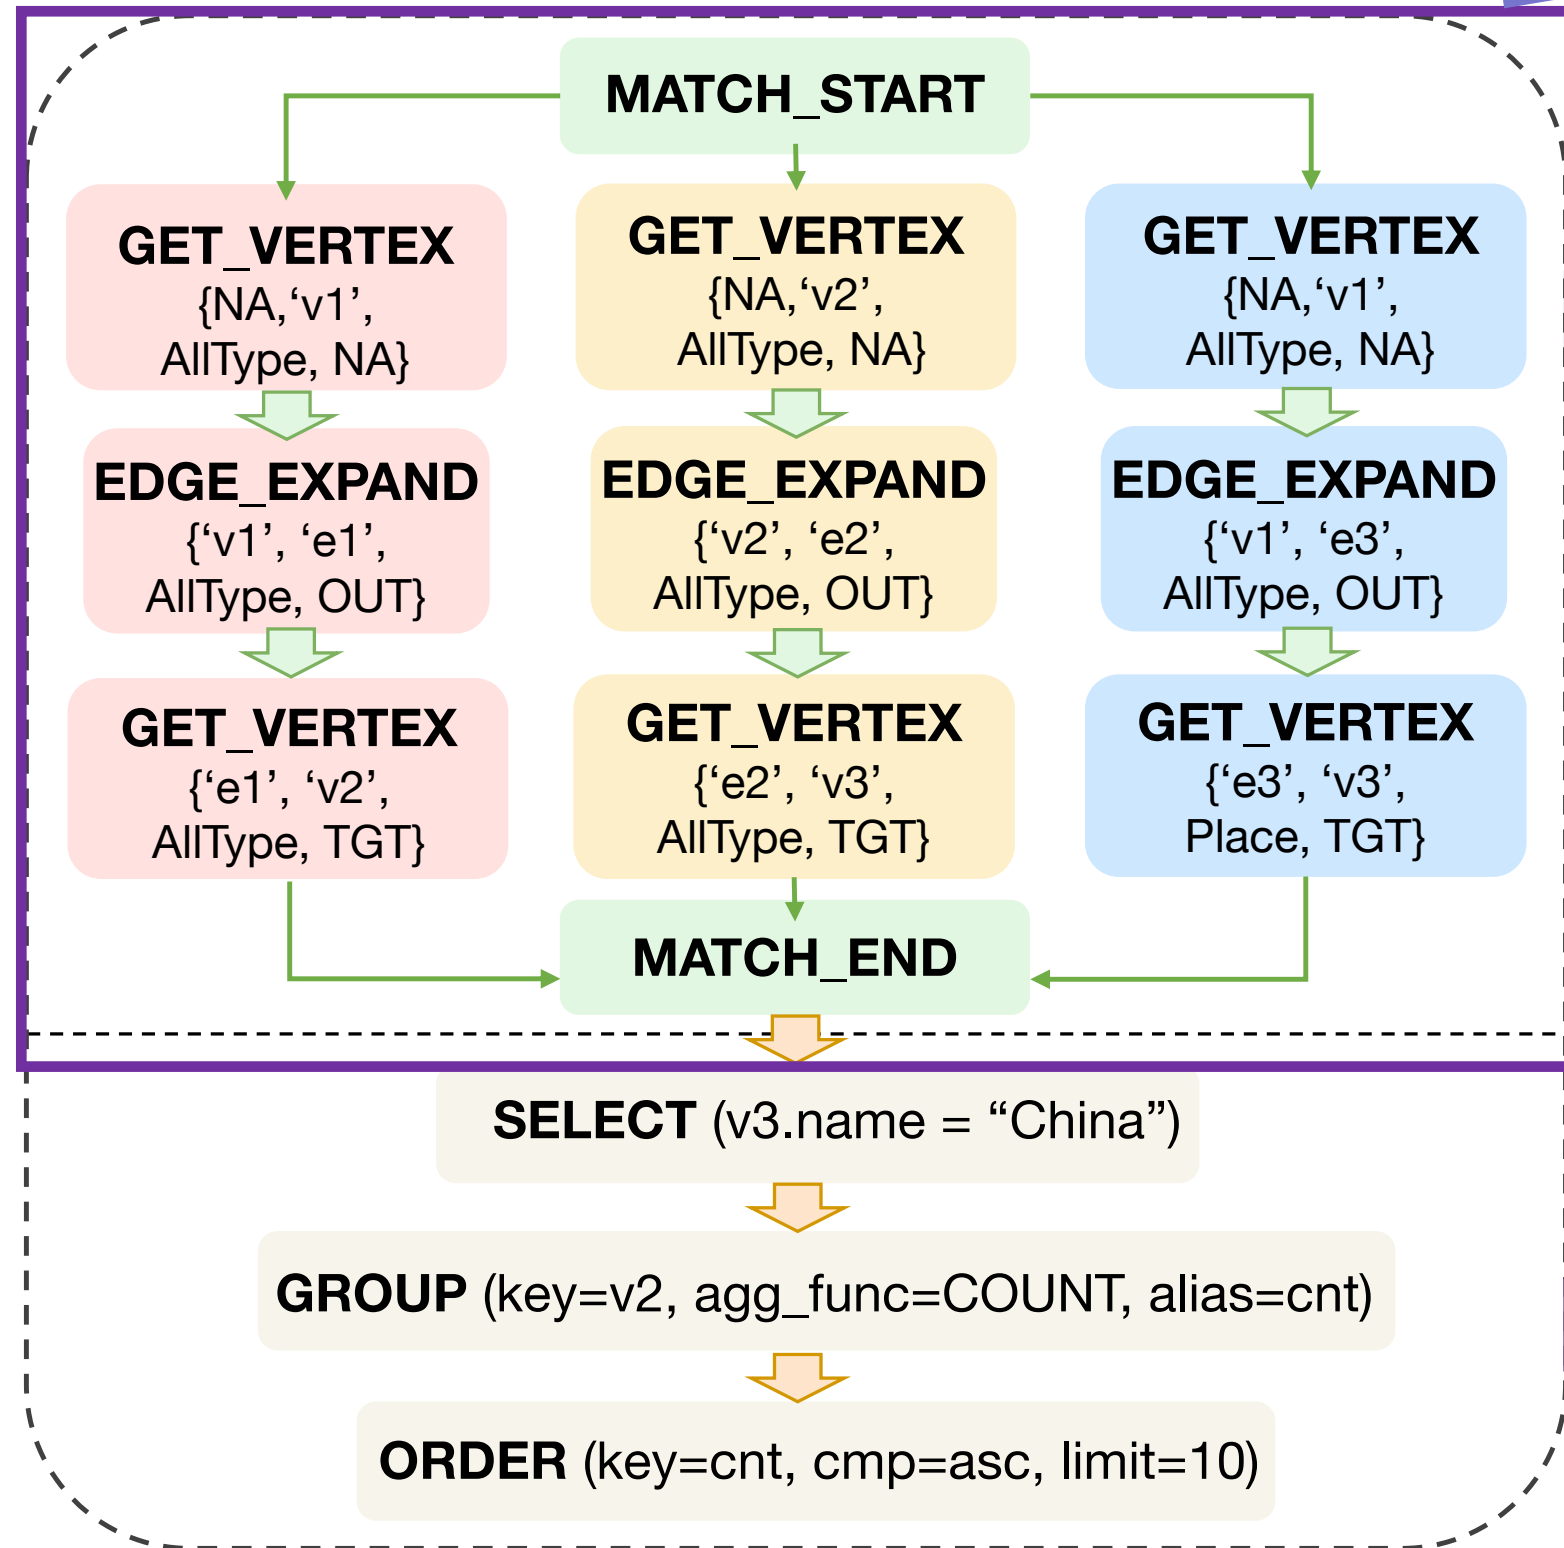 MATCH_START
GET_VERTEX
{NA,‘v1’,
AllType, NA}
EDGE_EXPAND
{‘v1’, ‘e1’,
AllType, OUT}
GET_VERTEX
{‘e1’, ‘v2’,
AllType, TGT}
GET_VERTEX
{NA,‘v2’,
AllType, NA}
EDGE_EXPAND
{‘v2’, ‘e2’,
AllType, OUT}
GET_VERTEX
{‘e2’, ‘v3’,
AllType, TGT}
GET_VERTEX
{NA,‘v1’,
AllType, NA}
EDGE_EXPAND
{‘v1’, ‘e3’,
AllType, OUT}
GET_VERTEX
{‘e3’, ‘v3’,
Place, TGT}
MATCH_END
SELECT (v3.name = “China”)
GROUP (key=v2, agg_func=COUNT, alias=cnt)
ORDER (key=cnt, cmp=asc, limit=10)